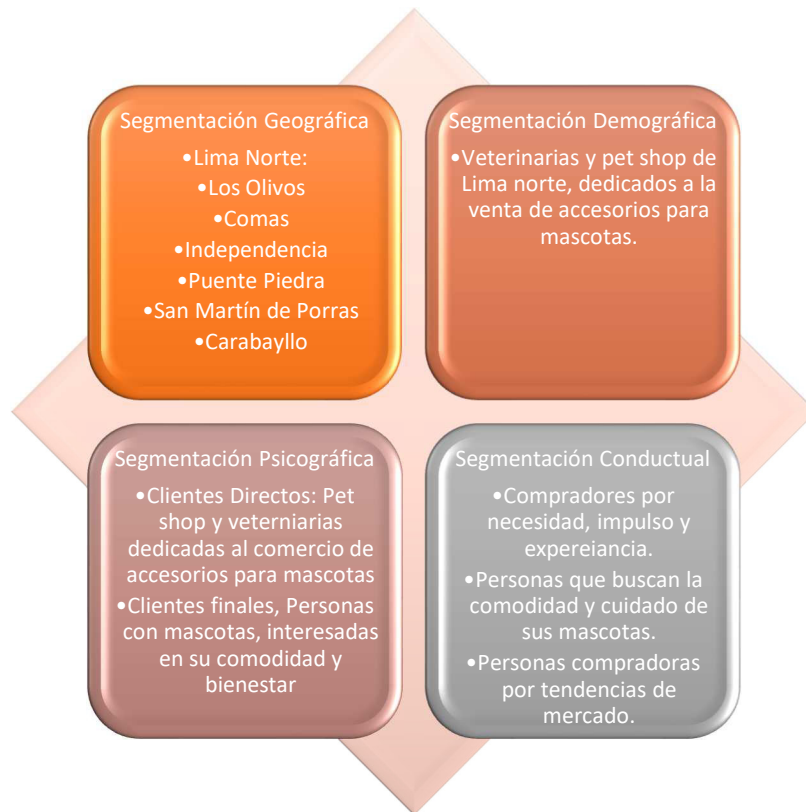 Segmentación Geográfica
•Lima Norte:
•Los Olivos
•Comas
•Independencia
•Puente Piedra
•San Martín de Porras
•Carabayllo
Segmentación Demográfica
•Veterinarias y pet shop de
Lima norte, dedicados a la
venta de accesorios para
mascotas.
Segmentación Psicográfica
•Clientes Directos: Pet
shop y veterniarias
dedicadas al comercio de
accesorios para mascotas
•Clientes finales, Personas
con mascotas, interesadas
en su comodidad y
bienestar
Segmentación Conductual
•Compradores por
necesidad, impulso y
expereiancia.
•Personas que buscan la
comodidad y cuidado de
sus mascotas.
•Personas compradoras
por tendencias de
mercado.